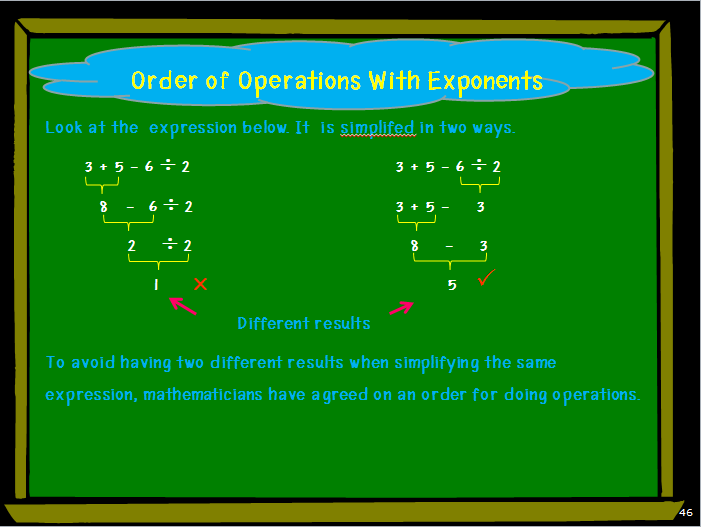 Order of Operations With Exponents
Look at the expression below. It is simplifed in two ways.
3 + 5 – 6 ÷ 2
8 – 6 ÷ 2
2 ÷ 2
1 ✕
3 + 5 – 6 ÷ 2
3 + 5 – 3
8 – 3
5 ✓
Different results
To avoid having two different results when simplifying the same
expression, mathematicians have agreed on an order for doing operations.
46